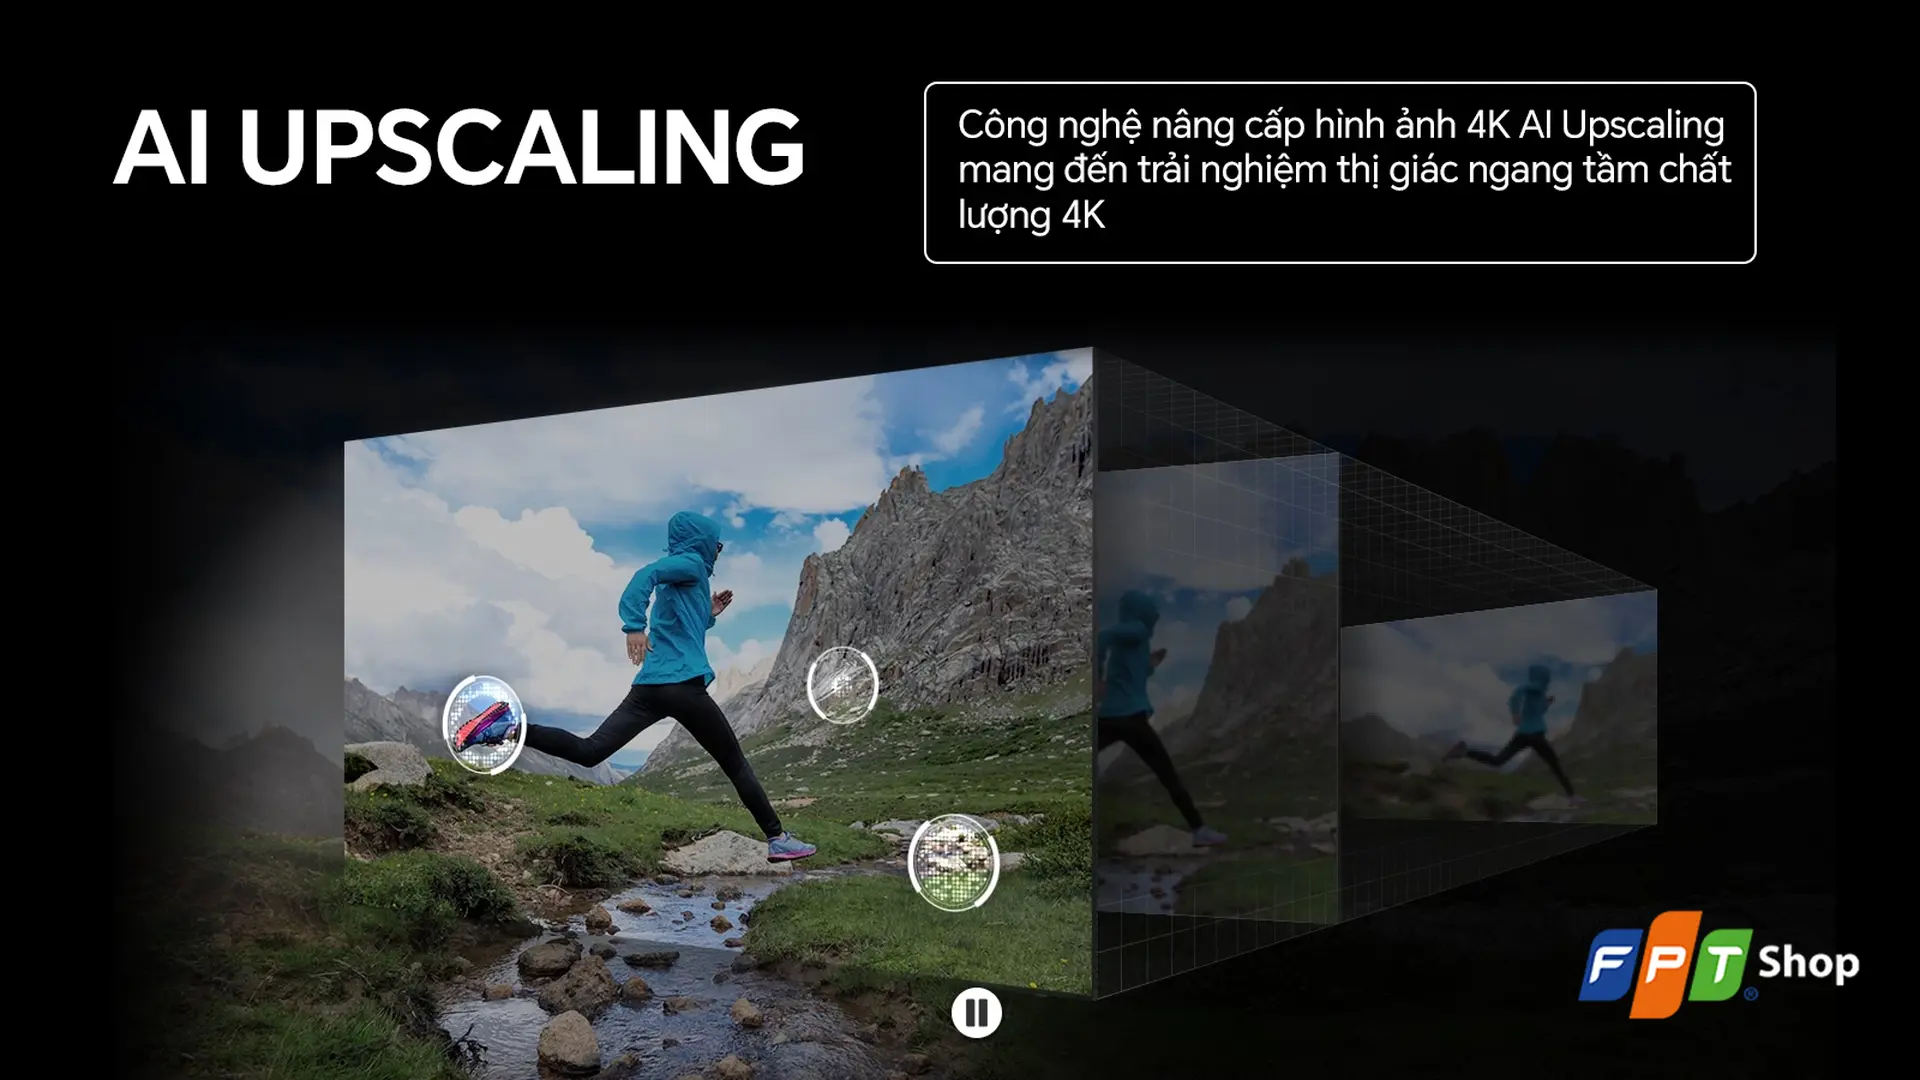 AI UPSCALING
Công nghệ nâng cấp hình ảnh 4K AI Upscaling
mang đến trải nghiệm thị giác ngang tầm chất
lượng 4K
FPT® Shop